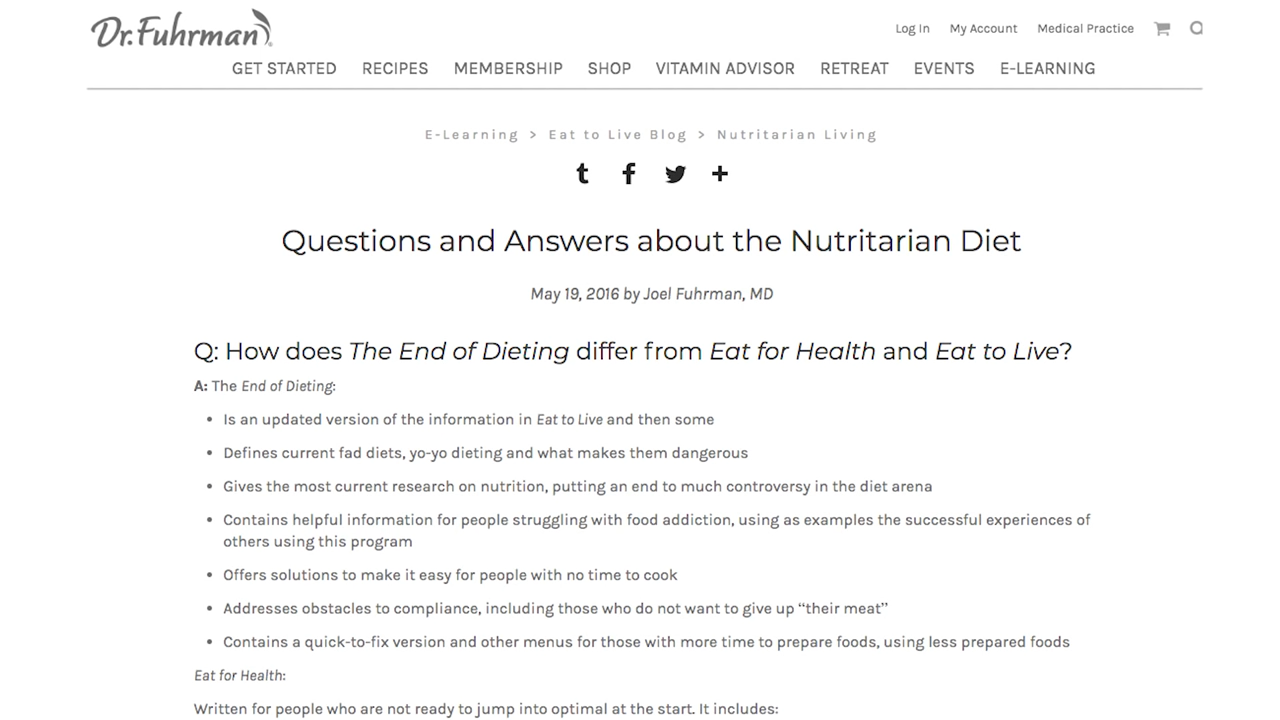 Dr.Fuhrman®
Log In My Account Medical Practice
GET STARTED RECIPES MEMBERSHIP SHOP VITAMIN ADVISOR RETREAT EVENTS E-LEARNING
E-Learning > Eat to Live Blog > Nutritarian Living
Questions and Answers about the Nutritarian Diet
May 19, 2016 by Joel Fuhrman, MD
Q: How does The End of Dieting differ from Eat for Health and Eat to Live?
A: The End of Dieting:
• Is an updated version of the information in Eat to Live and then some
• Defines current fad diets, yo-yo dieting and what makes them dangerous
• Gives the most current research on nutrition, putting an end to much controversy in the diet arena
• Contains helpful information for people struggling with food addiction, using as examples the successful experiences of
others using this program
• Offers solutions to make it easy for people with no time to cook
• Addresses obstacles to compliance, including those who do not want to give up “their meat”
• Contains a quick-to-fix version and other menus for those with more time to prepare foods, using less prepared foods
Eat for Health:
Written for people who are not ready to jump into optimal at the start. It includes: